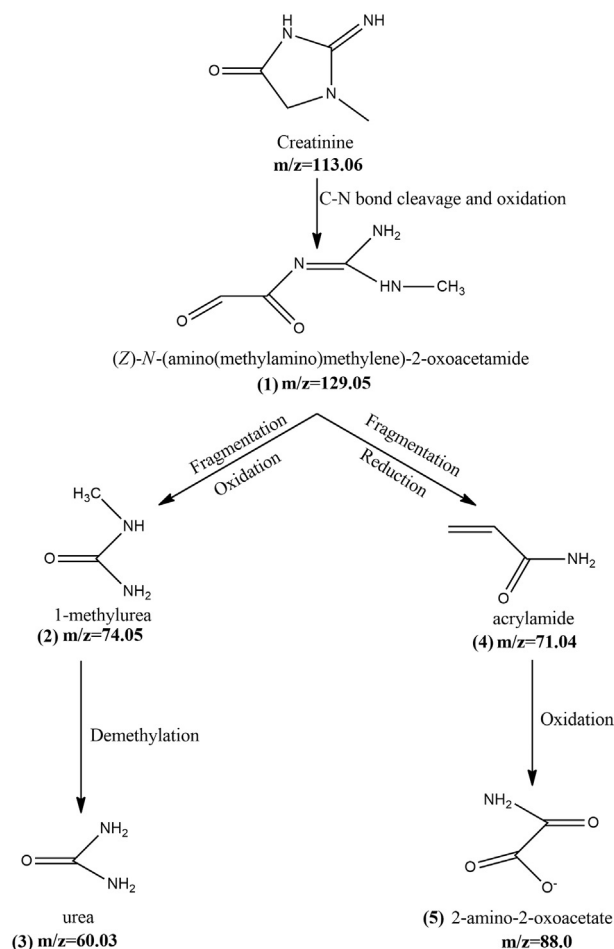 H
N
NH
O
N
Creatinine
m/z=113.06
C-N bond cleavage and oxidation
NH2
N
HN
CH3
O
O
(Z)-N-(amino(methylamino)methylene)-2-oxoacetamide
(1) m/z=129.05
Fragmentation
Oxidation
Fragmentation
Reduction
H3C
NH
O
NH2
1-methylurea
(2) m/z=74.05
NH2
O
acrylamide
(4) m/z=71.04
Demethylation
Oxidation
NH2
O
NH2
urea
(3) m/z=60.03
NH2
O
O
O-
(5) 2-amino-2-oxoacetate
m/z=88.0